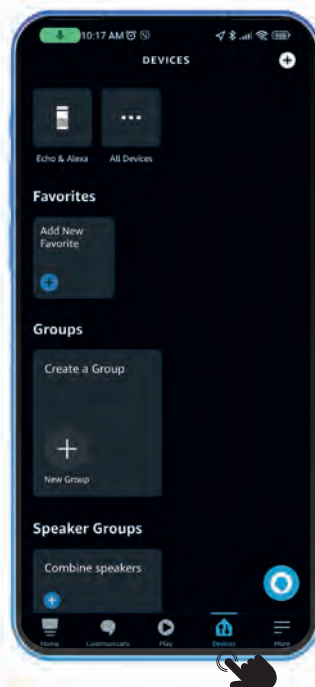 10:17 AM
DEVICES
Echo & Alexa
All Devices
Favorites
Add New
Favorite
Groups
Create a Group
New Group
Speaker Groups
Combine speakers
Home
Communicate
Play
Devices
More